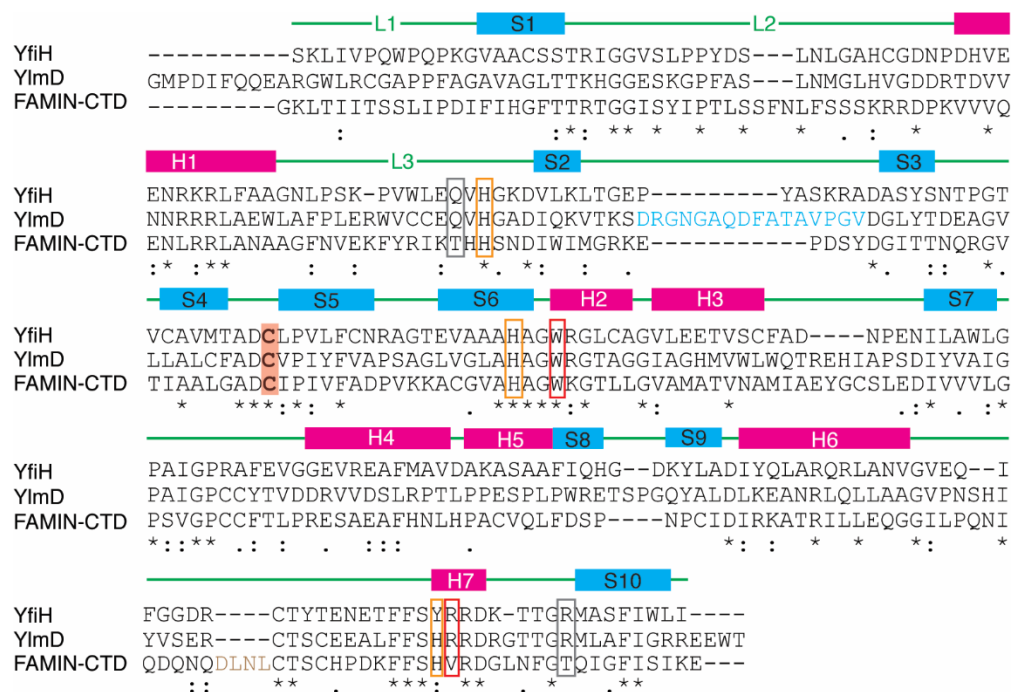 L1 S1 L2
YfiH ----------SKLIVPQWPQPKGVAACSSTRIGGVSLPPYDS---LNLGAHCGDNPDHVE
YlmD GMPDIFQQEARGWLRCGAPPFAGAVAGLTTKHGGESKGPFAS---LNMGLHVGDDRTDVV
FAMIN-CTD ---------GKLTIITSSLIPDIFIHGFTTRTGGISYIPTLSSFNLFSSSKRRDPKVVVQ
: :*:* ** * * * . : * *
H1 L3 S2 S3
YfiH ENRKRLFAAGNLPSK-PVWLEQVHGKDVLKLTGEP---------YASKRADASYSNTPGT
YlmD NNRRRLAEWLAFPLERWVCCEQVHGADIQKVTKSDRGNGAQDFATAVPGVDGLYTDEAGV
FAMIN-CTD ENLRRLANAAGFNVEKFYRIKTHHSNDIWIMGRKE---------PDSYDGITTNQRGV
:* ** : : : *. : . *. : *.
S4 S5 S6 H2 H3 S7
YfiH VCAVMTADCLPVLFCNRAGTEVAAAHAGWRGLCAGVLEETVSCFAD----NPENILAWLG
YlmD LLALCFADCVPIYFVAPSAGLVGLAHAGWRGTAGGIAGHMVWLWQTREHIAPSDIYVAIG
FAMIN-CTD TIAALGADCIPIVFADPVKKACGVAHAGWKGTLLGVAMATVNAMIAEYGCSLEDIVVVLG
* ***:*: * . *****:* *: * .:* . :*
H4 H5 S8 S9 H6
YfiH PAIGPRAFEVGGEVREAFMAVDAKASAAFIQHG--DKYLADIYQLARQRLANVGVEQ--I
YlmD PAIGPCCYTVDDRVVDSLRPTLPPESPLPWRETSPGQYALDLKEANRLQLLAAGVPNSHI
FAMIN-CTD PSVGPCCFTLPRESAEAFHNLHPACVQLFDSP----NPCIDIRKATRILLEQGGILPQNI
*::** .: . ::: . *: * * *: *
H7 S10
YfiH FGGDR----CTYTENETFFSYRRDK-TTGRMASFIWLI----
YlmD YVSER----CTSCEEALFFSHRRDRGTTGRMLAFIGRREEWT
FAMIN-CTD QDQNQDLNLCTSCHPDKFFSHVRDGLNFGTQIGFISIKE---
:: ** . ***: ** . * .**